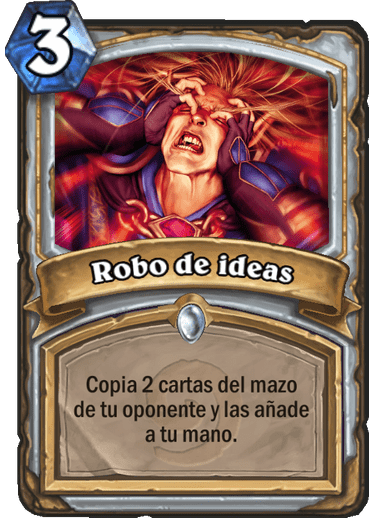 3
Robo de ideas
Copia 2 cartas del mazo
de tu oponente y las añade
a tu mano.